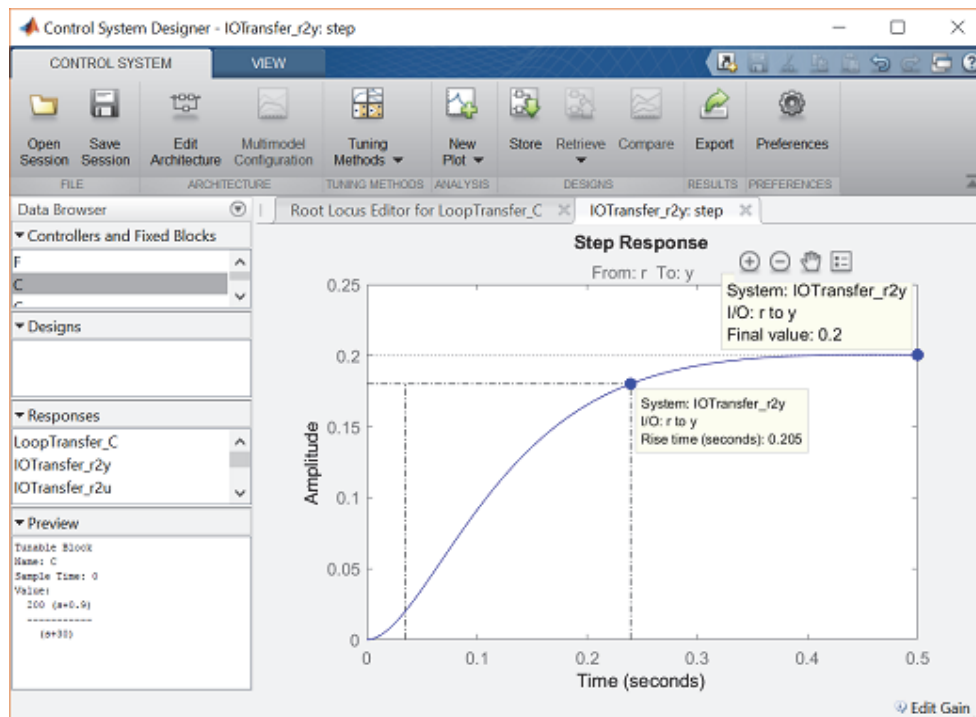 Control System Designer - IOTransfer_r2y: step
CONTROL SYSTEM
VIEW
Open Session
Save Session
Edit Architecture
Multimodel Configuration
Tuning Methods
New Plot
Store
Retrieve
Compare
Export
Preferences
FILE
ARCHITECTURE
TUNING METHODS
ANALYSIS
DESIGNS
RESULTS
PREFERENCES
Data Browser
Controllers and Fixed Blocks
F
C
Designs
Responses
LoopTransfer_C
IOTransfer_r2y
IOTransfer_r2u
Preview
Tunable Block
Name: C
Sample Time: 0
Value:
200 (s+0.9)
-----------
(s+30)
Root Locus Editor for LoopTransfer_C
IOTransfer_r2y: step
Step Response
From: r To: y
System: IOTransfer_r2y
I/O: r to y
Final value: 0.2
System: IOTransfer_r2y
I/O: r to y
Rise time (seconds): 0.205
Amplitude
0.25
0.2
0.15
0.1
0.05
0
0 0.1 0.2 0.3 0.4 0.5
Time (seconds)
Edit Gain